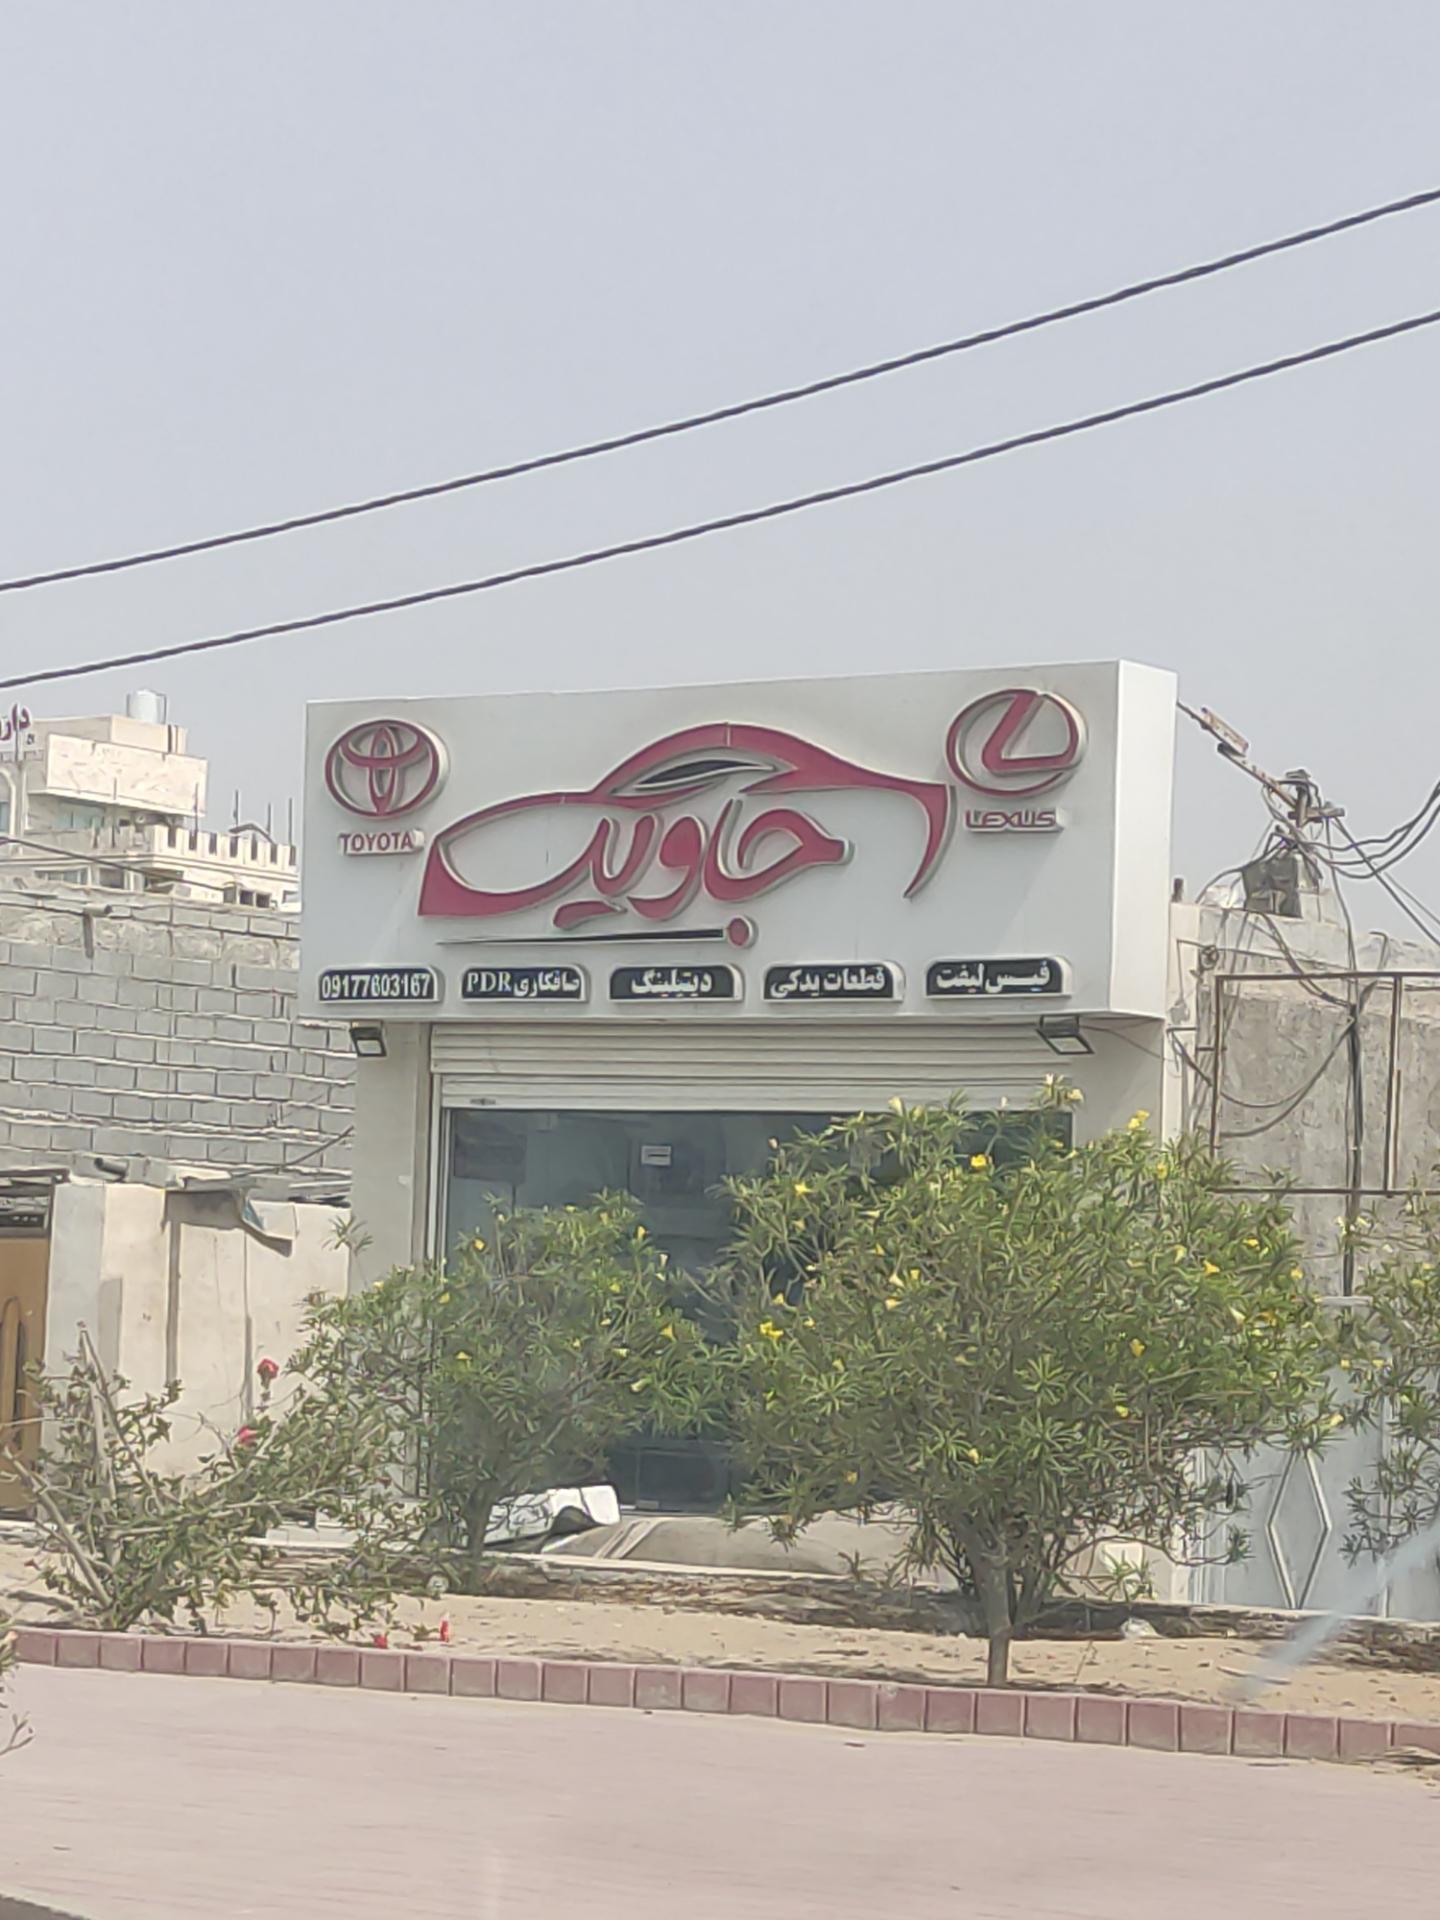 جاوید
TOYOTA
LEXUS
فیس لیفت
قطعات یدکی
دیتیلینگ
صافکاری PDR
09177603167